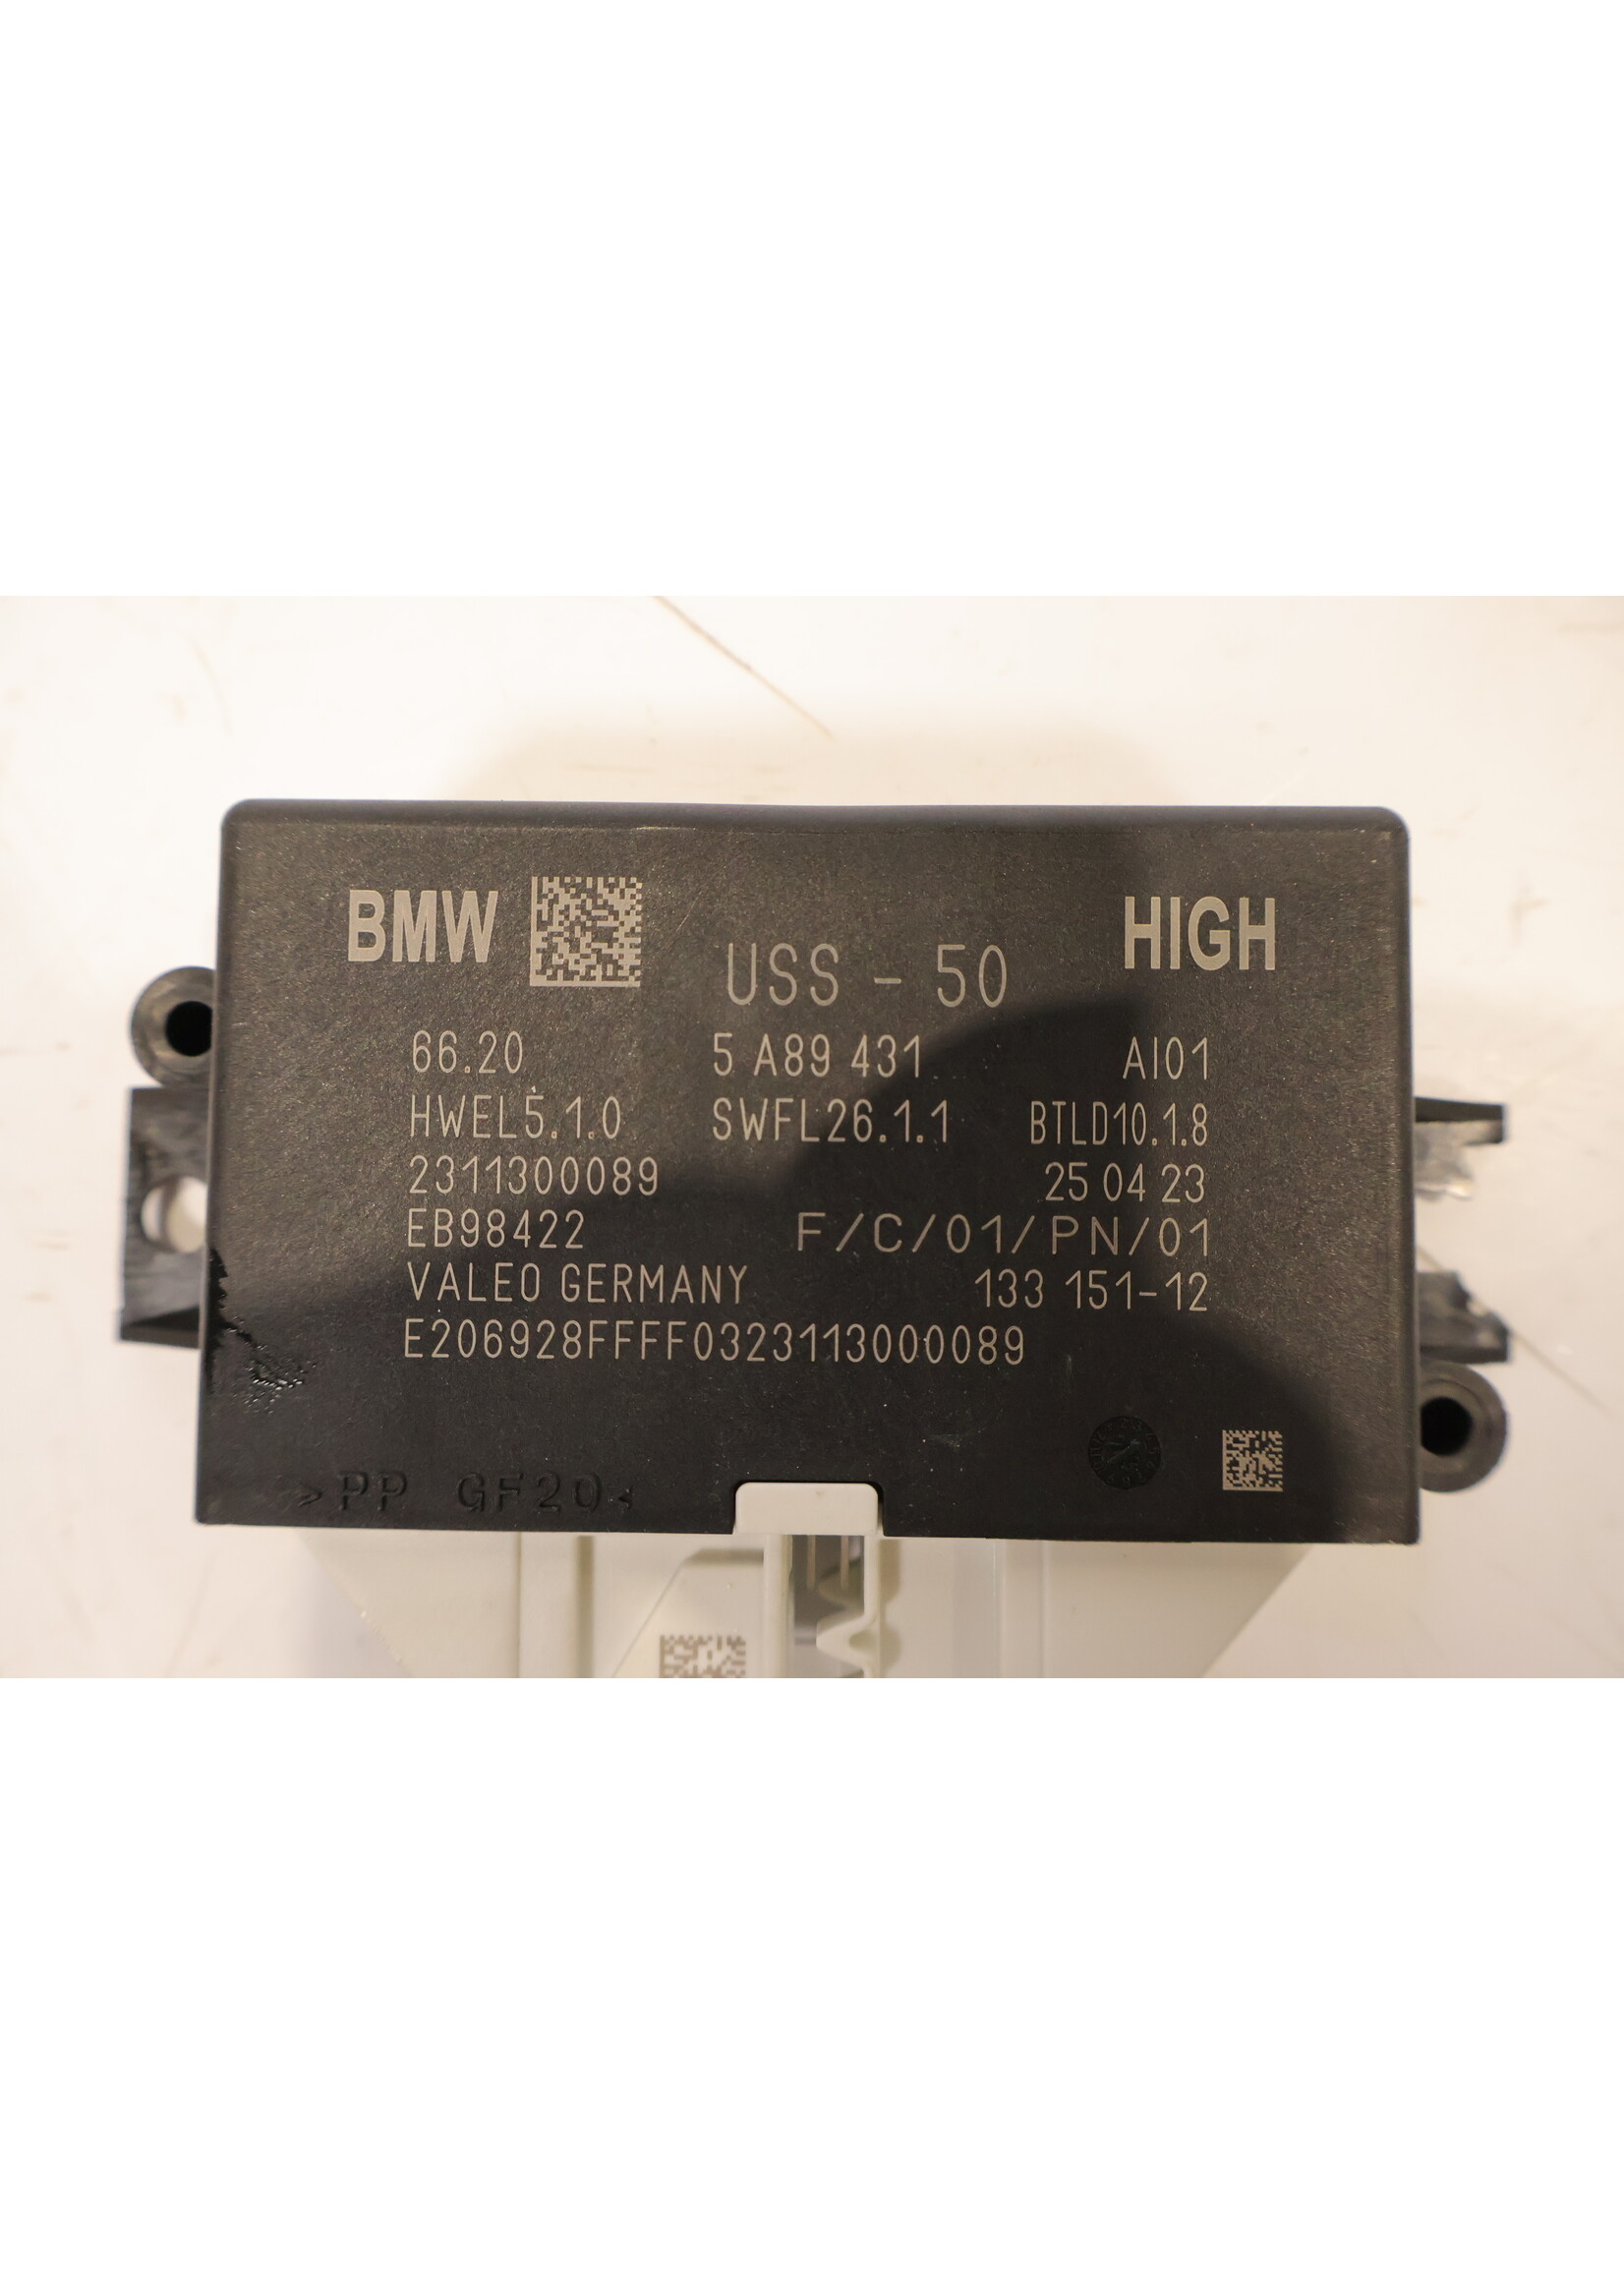 BMW HIGH
USS - 50
66.20 5 A89 431 AI01
HWEL5.1.0 SWFL26.1.1 BTLD10.1.8
2311300089 25 04 23
EB98422 F/C/01/PN/01
VALEO GERMANY 133 151-12
E206928FFFF0323113000089
>PP GF20<